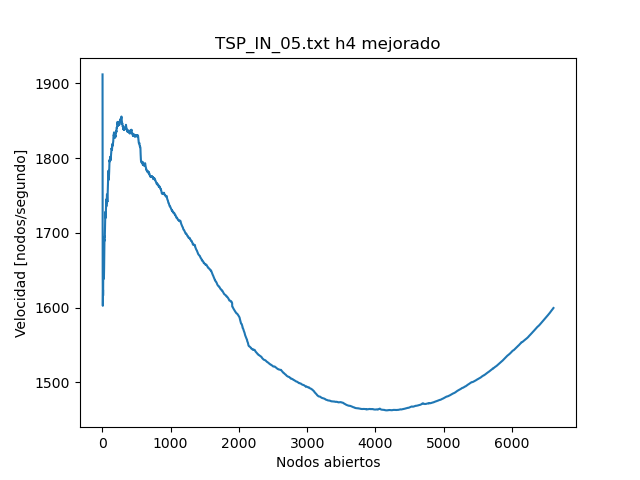 TSP_IN_05.txt h4 mejorado
1900
1800
1700
1600
1500
Velocidad [nodos/segundo]
0 1000 2000 3000 4000 5000 6000
Nodos abiertos